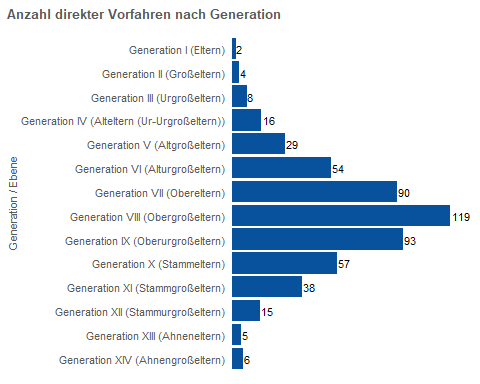 Anzahl direkter Vorfahren nach Generation
Generation / Ebene
Generation I (Eltern) 2
Generation II (Großeltern) 4
Generation III (Urgroßeltern) 8
Generation IV (Alteltern (Ur-Urgroßeltern)) 16
Generation V (Altgroßeltern) 29
Generation VI (Alturgroßeltern) 54
Generation VII (Obereltern) 90
Generation VIII (Obergroßeltern) 119
Generation IX (Oberurgroßeltern) 93
Generation X (Stammeltern) 57
Generation XI (Stammgroßeltern) 38
Generation XII (Stammurgroßeltern) 15
Generation XIII (Ahneneltern) 5
Generation XIV (Ahnengroßeltern) 6